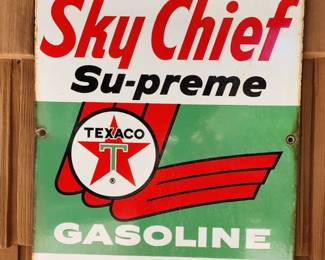 Sky Chief
Su-preme
TEXACO
T
®
GASOLINE